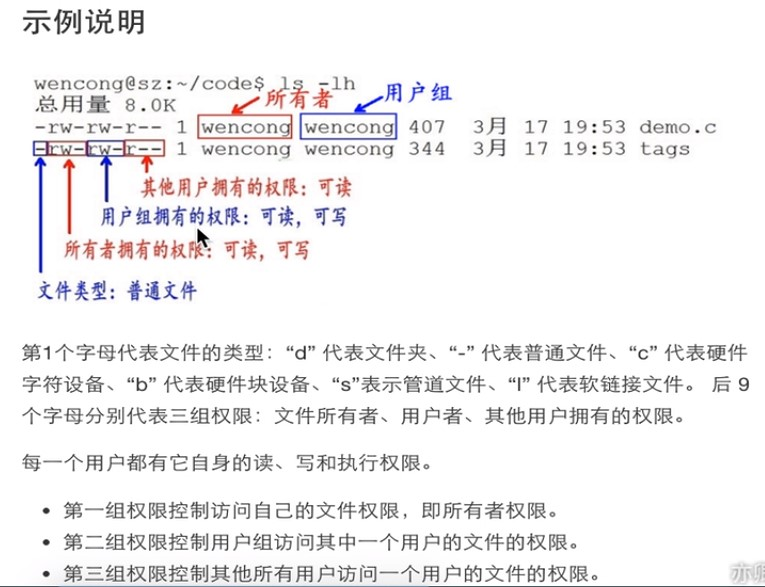 示例说明
wencong@sz:~/code$ ls -lh
所有者
用户组
总用量 8.0K
-rw-rw-r-- 1 wencong wencong 407 3月 17 19:53 demo.c
-rw-rw-r-- 1 wencong wencong 344 3月 17 19:53 tags
其他用户拥有的权限：可读
用户组拥有的权限：可读，可写
所有者拥有的权限：可读，可写
文件类型：普通文件
第1个字母代表文件的类型：“d” 代表文件夹、“-” 代表普通文件、“c” 代表硬件
字符设备、“b” 代表硬件块设备、“s”表示管道文件、“l” 代表软链接文件。 后 9
个字母分别代表三组权限：文件所有者、用户者、其他用户拥有的权限。
每一个用户都有它自身的读、写和执行权限。
• 第一组权限控制访问自己的文件权限，即所有者权限。
• 第二组权限控制用户组访问其中一个用户的文件的权限。
• 第三组权限控制其他所有用户访问一个用户的文件的权限。